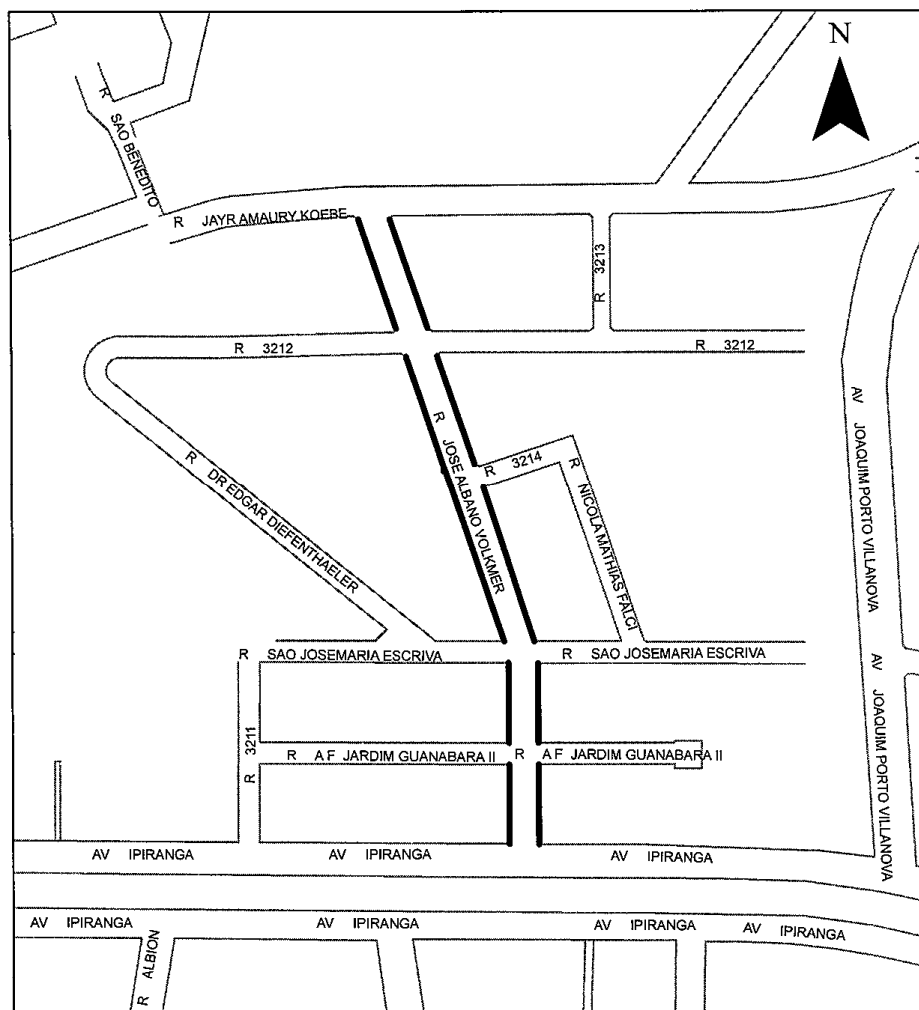 N
R SAO BENEDITO
R JAYR AMAURY KOEBE
R 3213
R 3212
R 3212
AV JOAQUIM PORTO VILLANOVA
R JOSE ALBANO VOLKMER
R 3214
R NICOLA MATHIAS FALCI
R DR EDGAR DIEFENTHAELER
R SAO JOSEMARIA ESCRIVA
R SAO JOSEMARIA ESCRIVA
AV JOAQUIM PORTO VILLANOVA
R 3211
R A F JARDIM GUANABARA II
R A F JARDIM GUANABARA II
AV IPIRANGA
AV IPIRANGA
AV IPIRANGA
AV IPIRANGA
AV IPIRANGA
AV IPIRANGA
AV IPIRANGA
R ALBION